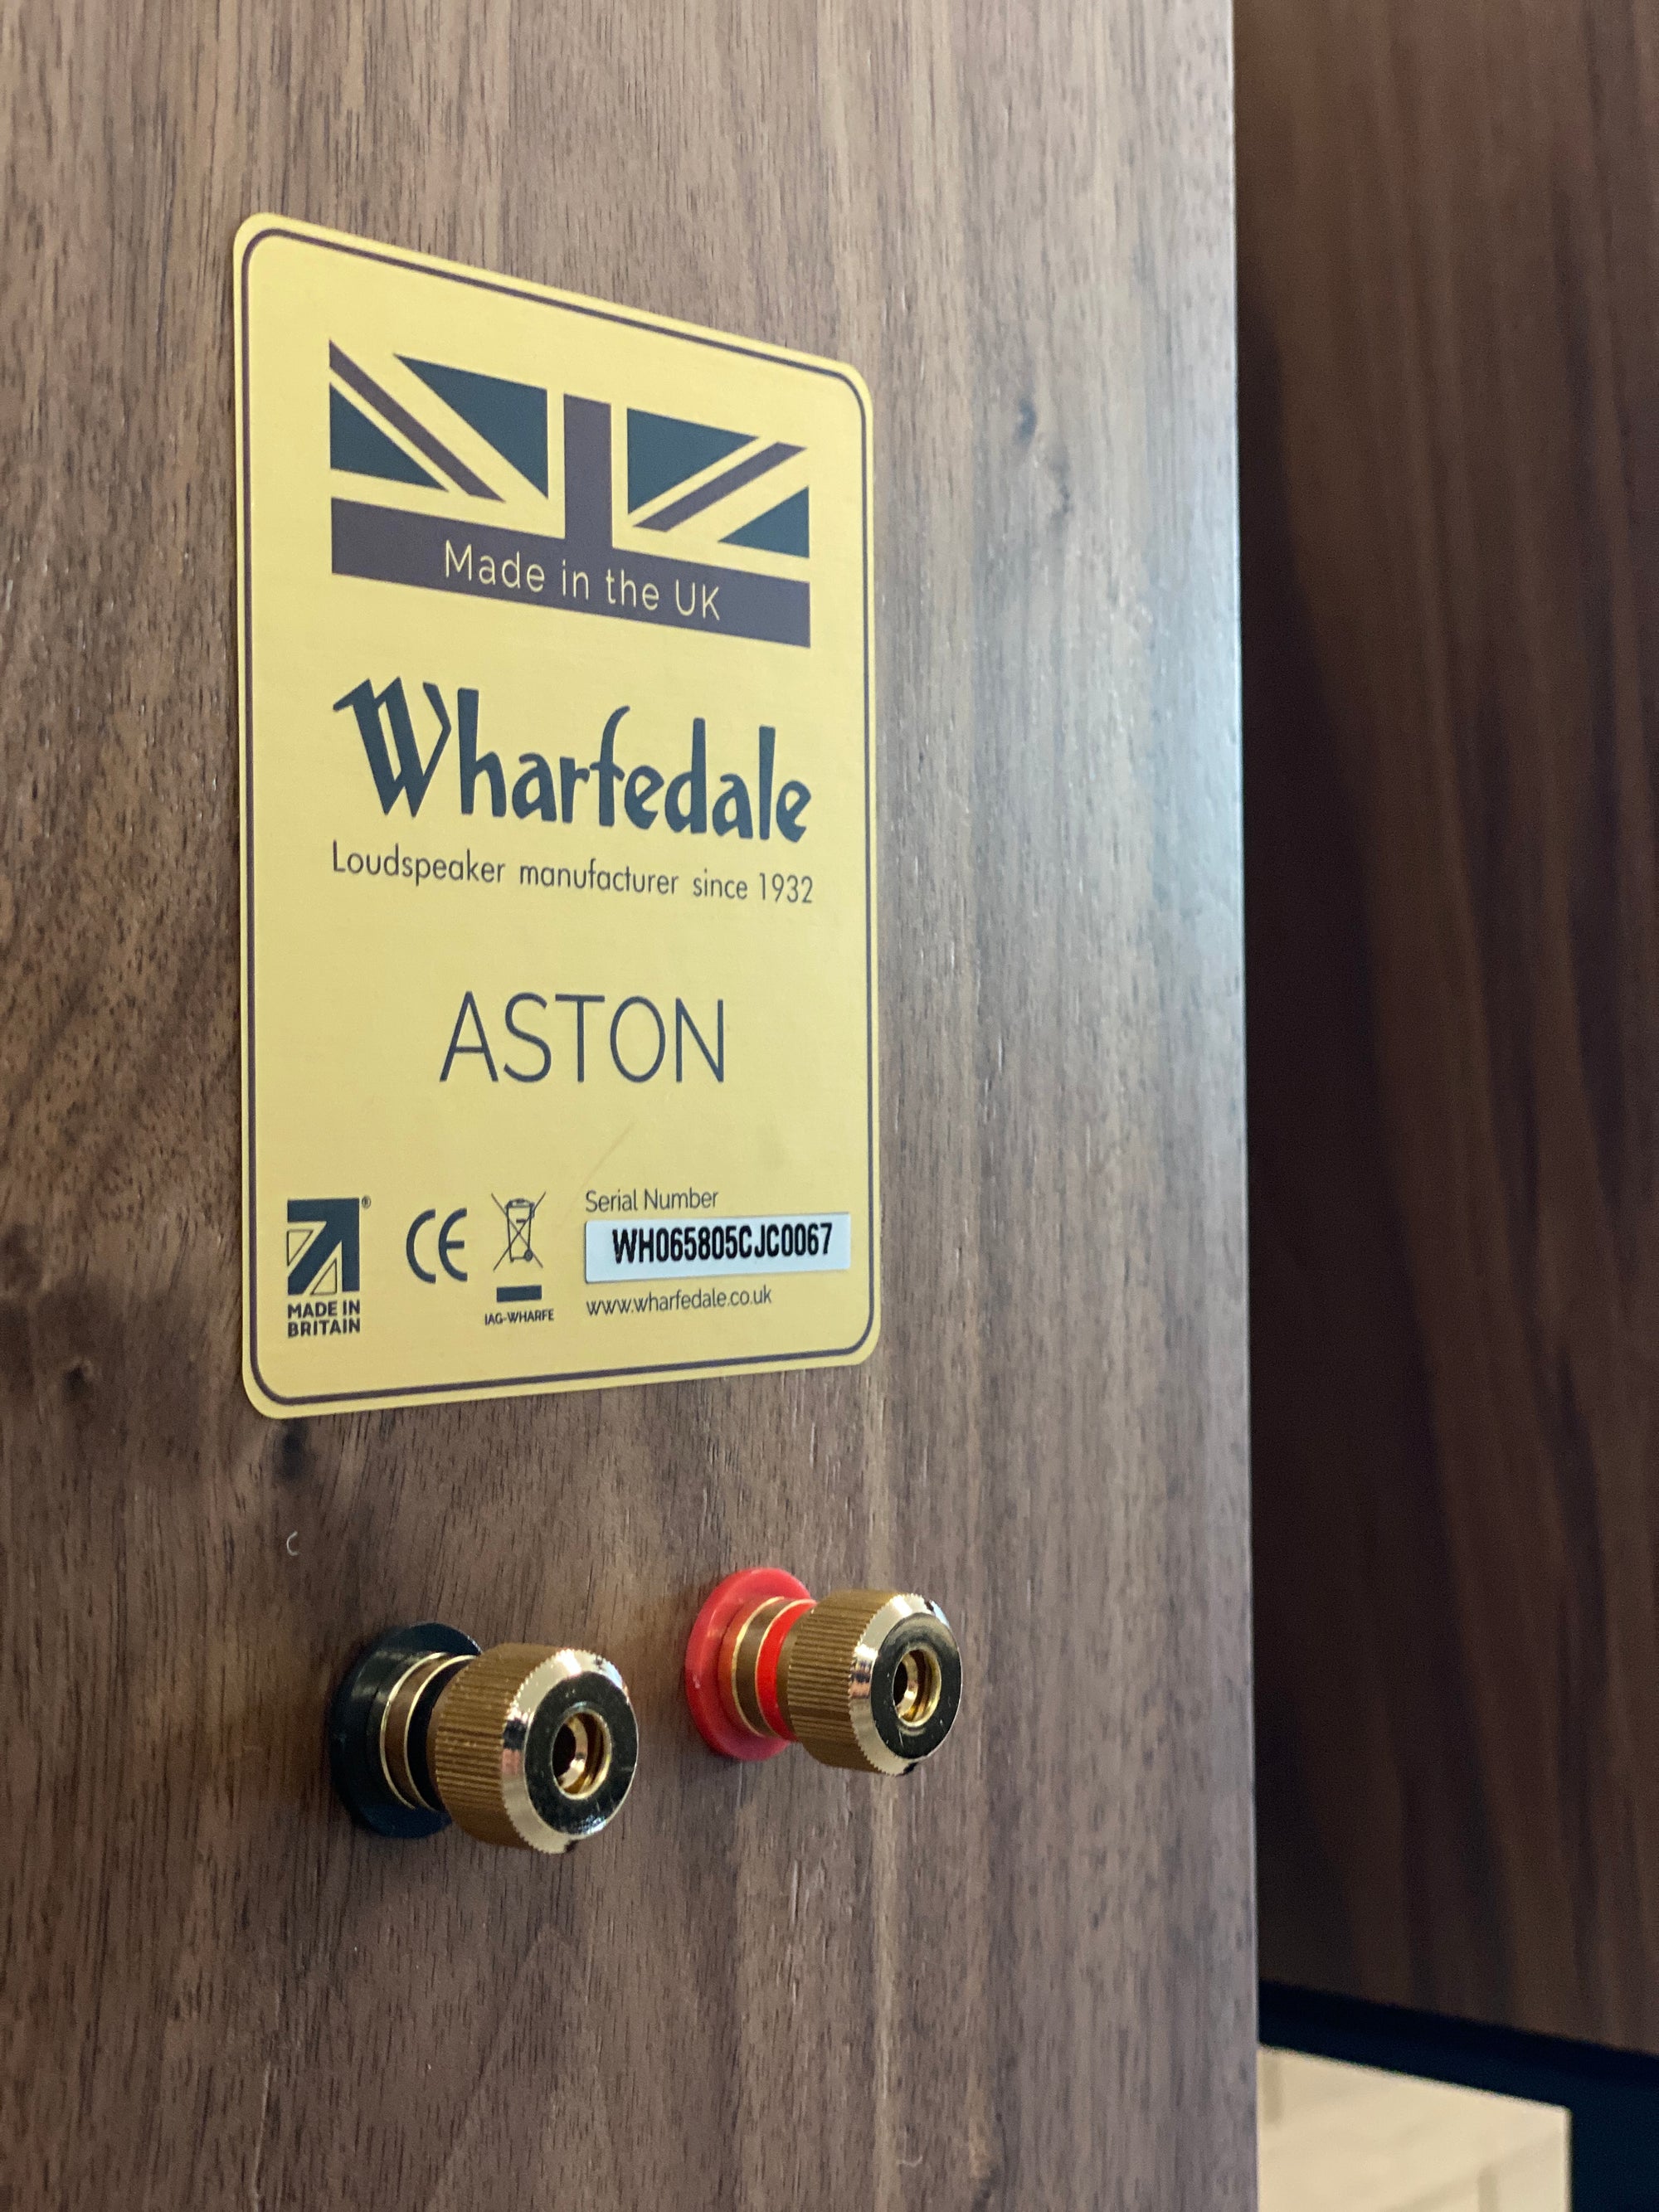 Made in the UK
Wharfedale
Loudspeaker manufacturer since 1932
ASTON
®
MADE IN
BRITAIN
CE
IAG-WHARFE
Serial Number
WH065805CJC0067
www.wharfedale.co.uk